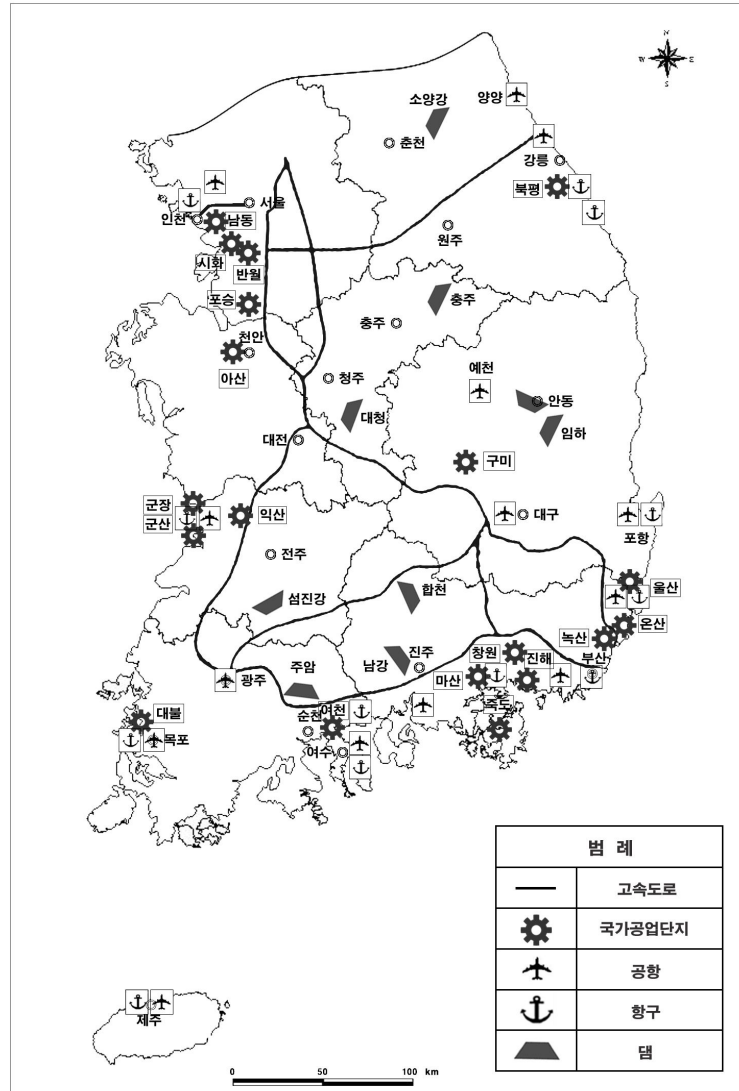 N
W E
S
소양강
양양
춘천
강릉
북평
서울
인천
남동
원주
시화
반월
포승
충주
충주
천안
아산
청주
예천
안동
대청
임하
대전
구미
군장
군산
익산
대구
포항
전주
섬진강
합천
울산
온산
녹산
부산
창원
진해
주암
남강
진주
마산
광주
죽도
대불
순천
여천
목포
여수
제주
범 례
고속도로
국가공업단지
공항
항구
댐
0 50 100 km